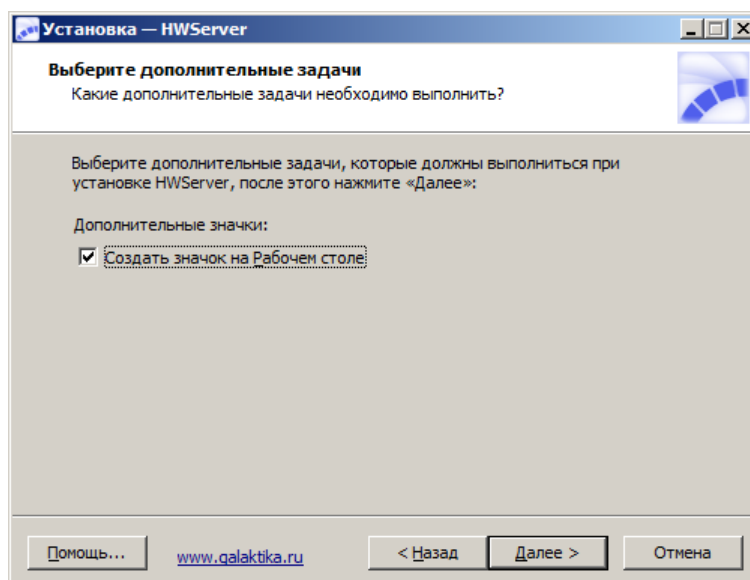 Установка — HWServer
Выберите дополнительные задачи
Какие дополнительные задачи необходимо выполнить?
Выберите дополнительные задачи, которые должны выполниться при
установке HWServer, после этого нажмите «Далее»:
Дополнительные значки:
Создать значок на Рабочем столе
Помощь... www.galaktika.ru < Назад Далее > Отмена